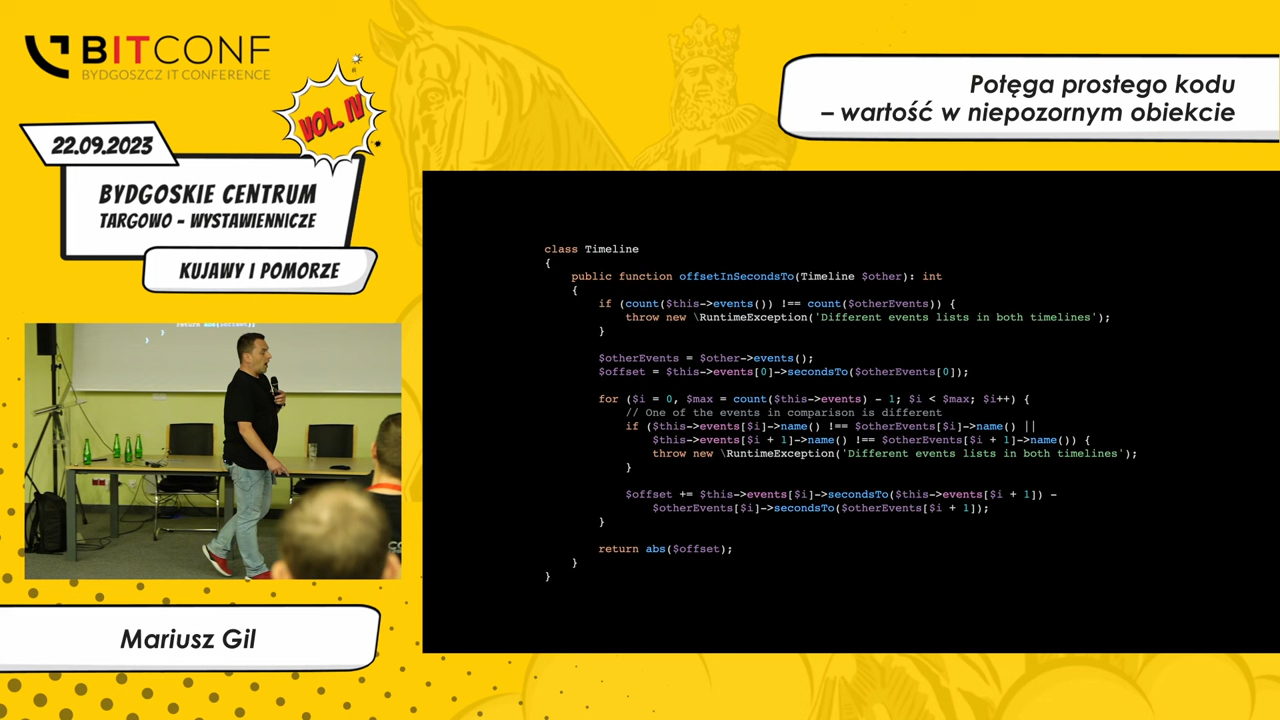 BITCONF
BYDGOSZCZ IT CONFERENCE
VOL. IV
22.09.2023
BYDGOSKIE CENTRUM
TARGOWO - WYSTAWIENNICZE
KUJAWY I POMORZE
Potęga prostego kodu
– wartość w niepozornym obiekcie
class Timeline
{
    public function offsetInSecondsTo(Timeline $other): int
    {
        if (count($this->events()) !== count($otherEvents)) {
            throw new \RuntimeException('Different events lists in both timelines');
        }
        $otherEvents = $other->events();
        $offset = $this->events[0]->secondsTo($otherEvents[0]);
        for ($i = 0, $max = count($this->events) - 1; $i < $max; $i++) {
            // One of the events in comparison is different
            if ($this->events[$i]->name() !== $otherEvents[$i]->name() ||
                $this->events[$i + 1]->name() !== $otherEvents[$i + 1]->name()) {
                throw new \RuntimeException('Different events lists in both timelines');
            }
            $offset += $this->events[$i]->secondsTo($this->events[$i + 1]) -
                $otherEvents[$i]->secondsTo($otherEvents[$i + 1]);
        }
        return abs($offset);
    }
}
return abs($offset);
}
}
Mariusz Gil